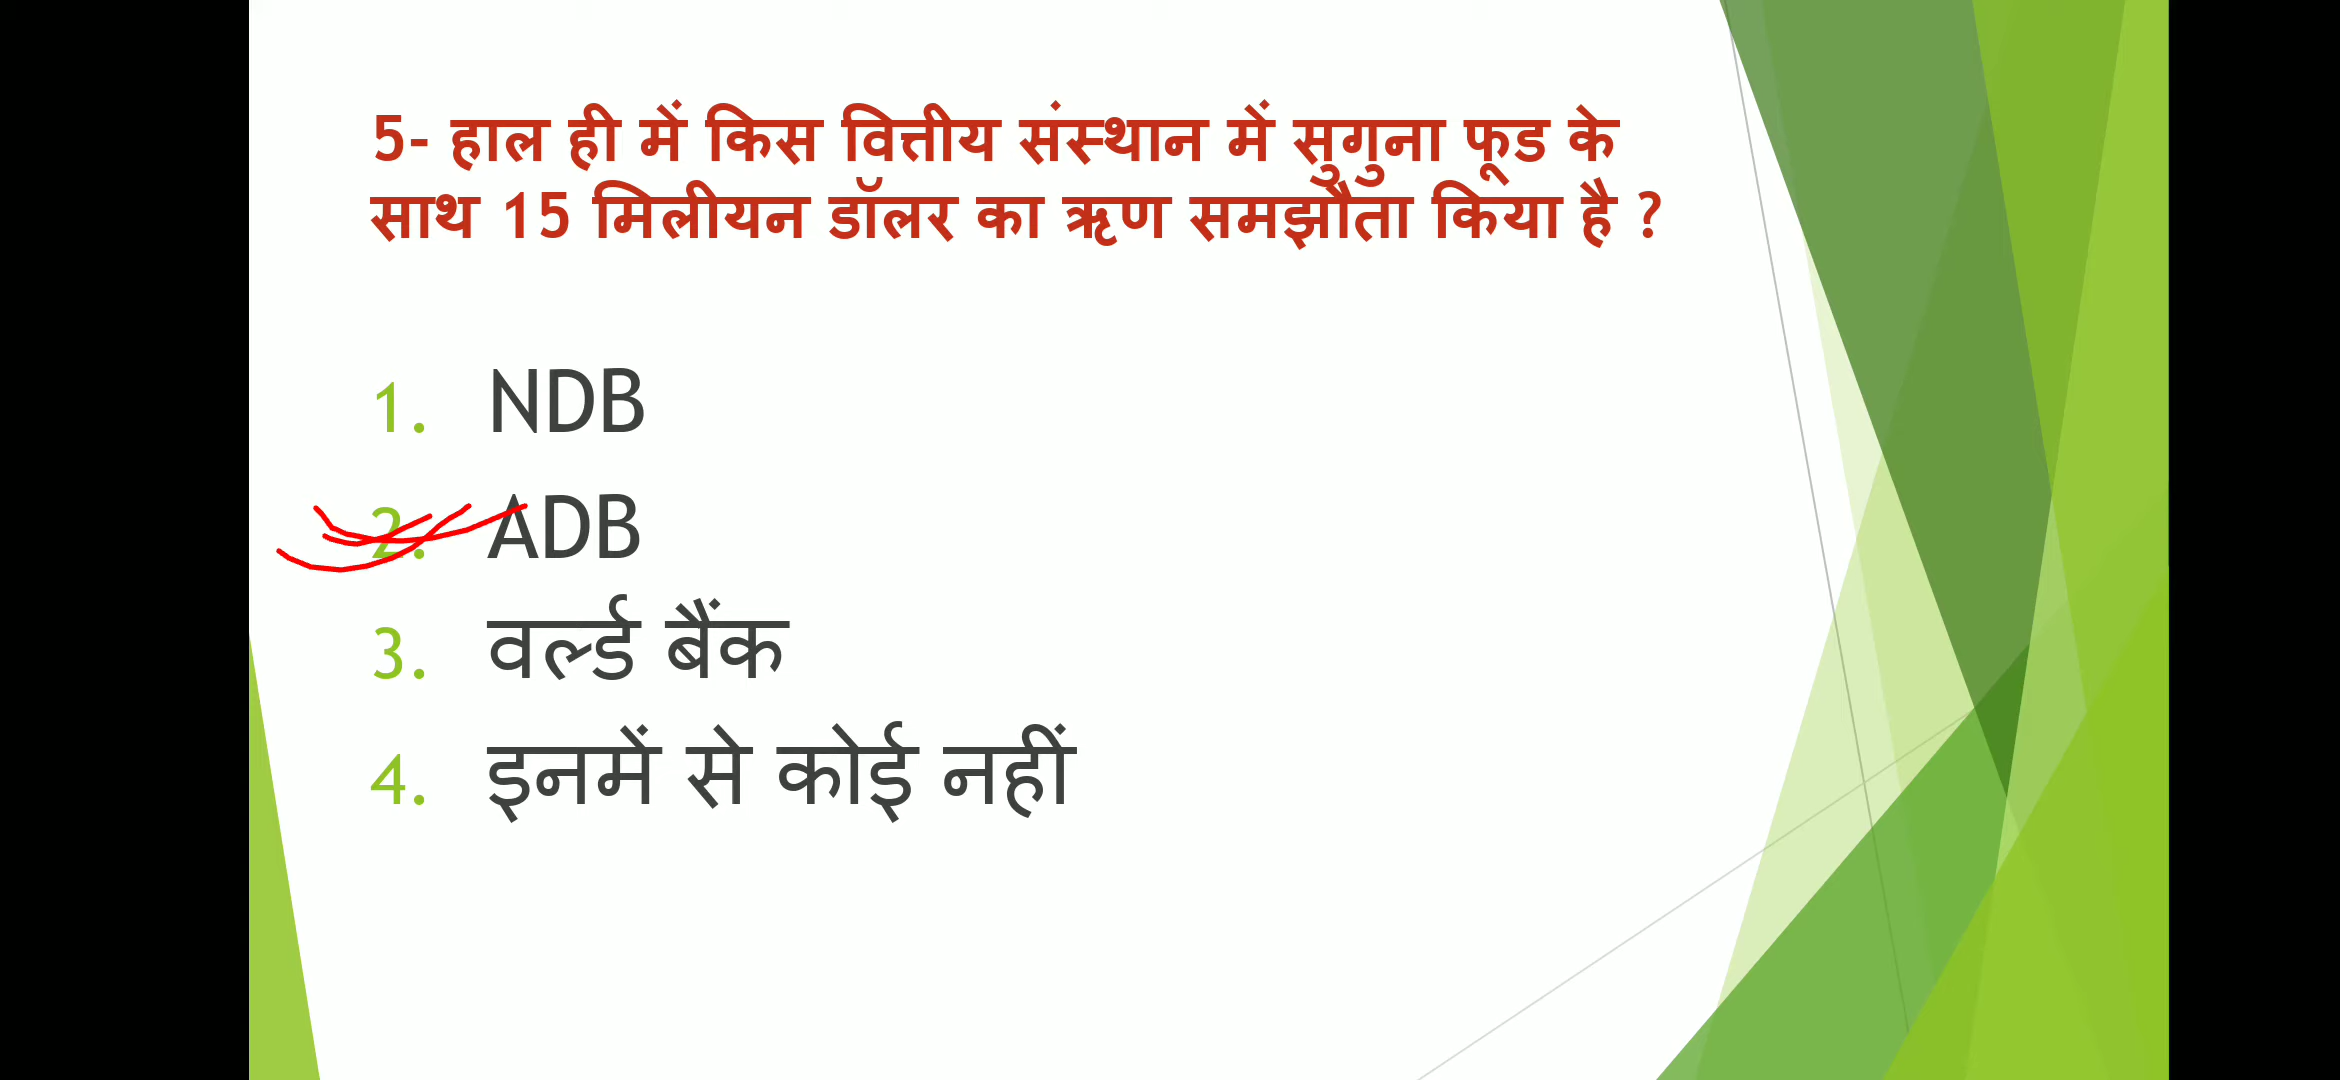 5- हाल ही में किस वित्तीय संस्थान में सुगुना फूड के
साथ 15 मिलीयन डॉलर का ऋण समझौता किया है ?
1. NDB
2. ADB
3. वर्ल्ड बैंक
4. इनमें से कोई नहीं